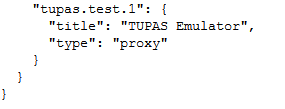 "tupas.test.1": {
"title": "TUPAS Emulator",
"type": "proxy"
}
}
}